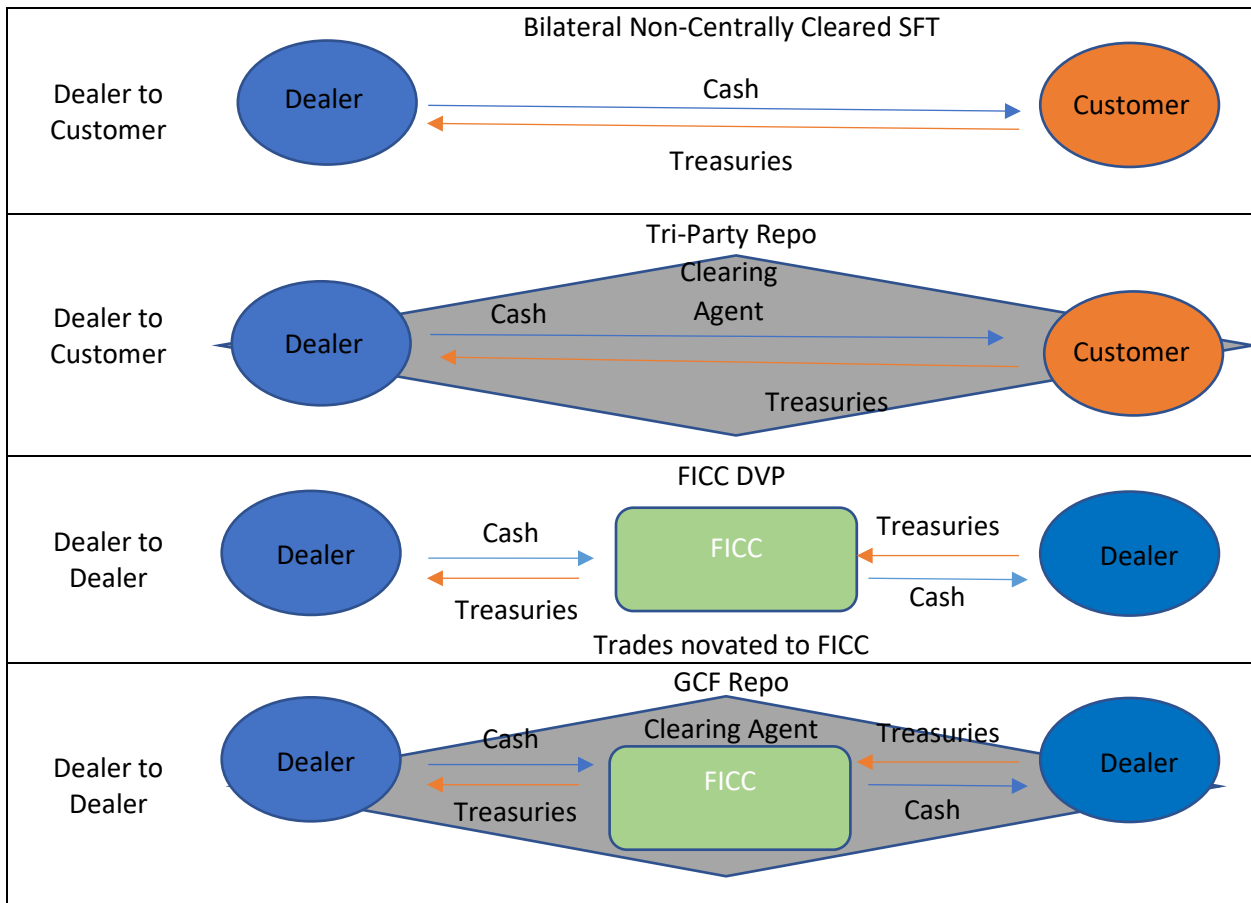 Bilateral Non-Centrally Cleared SFT
Dealer to
Customer
Dealer
Cash
Treasuries
Customer
Tri-Party Repo
Dealer to
Customer
Dealer
Clearing
Agent
Cash
Treasuries
Customer
FICC DVP
Dealer to
Dealer
Dealer
Cash
Treasuries
FICC
Treasuries
Cash
Dealer
Trades novated to FICC
GCF Repo
Dealer to
Dealer
Dealer
Cash
Treasuries
Clearing Agent
FICC
Treasuries
Cash
Dealer